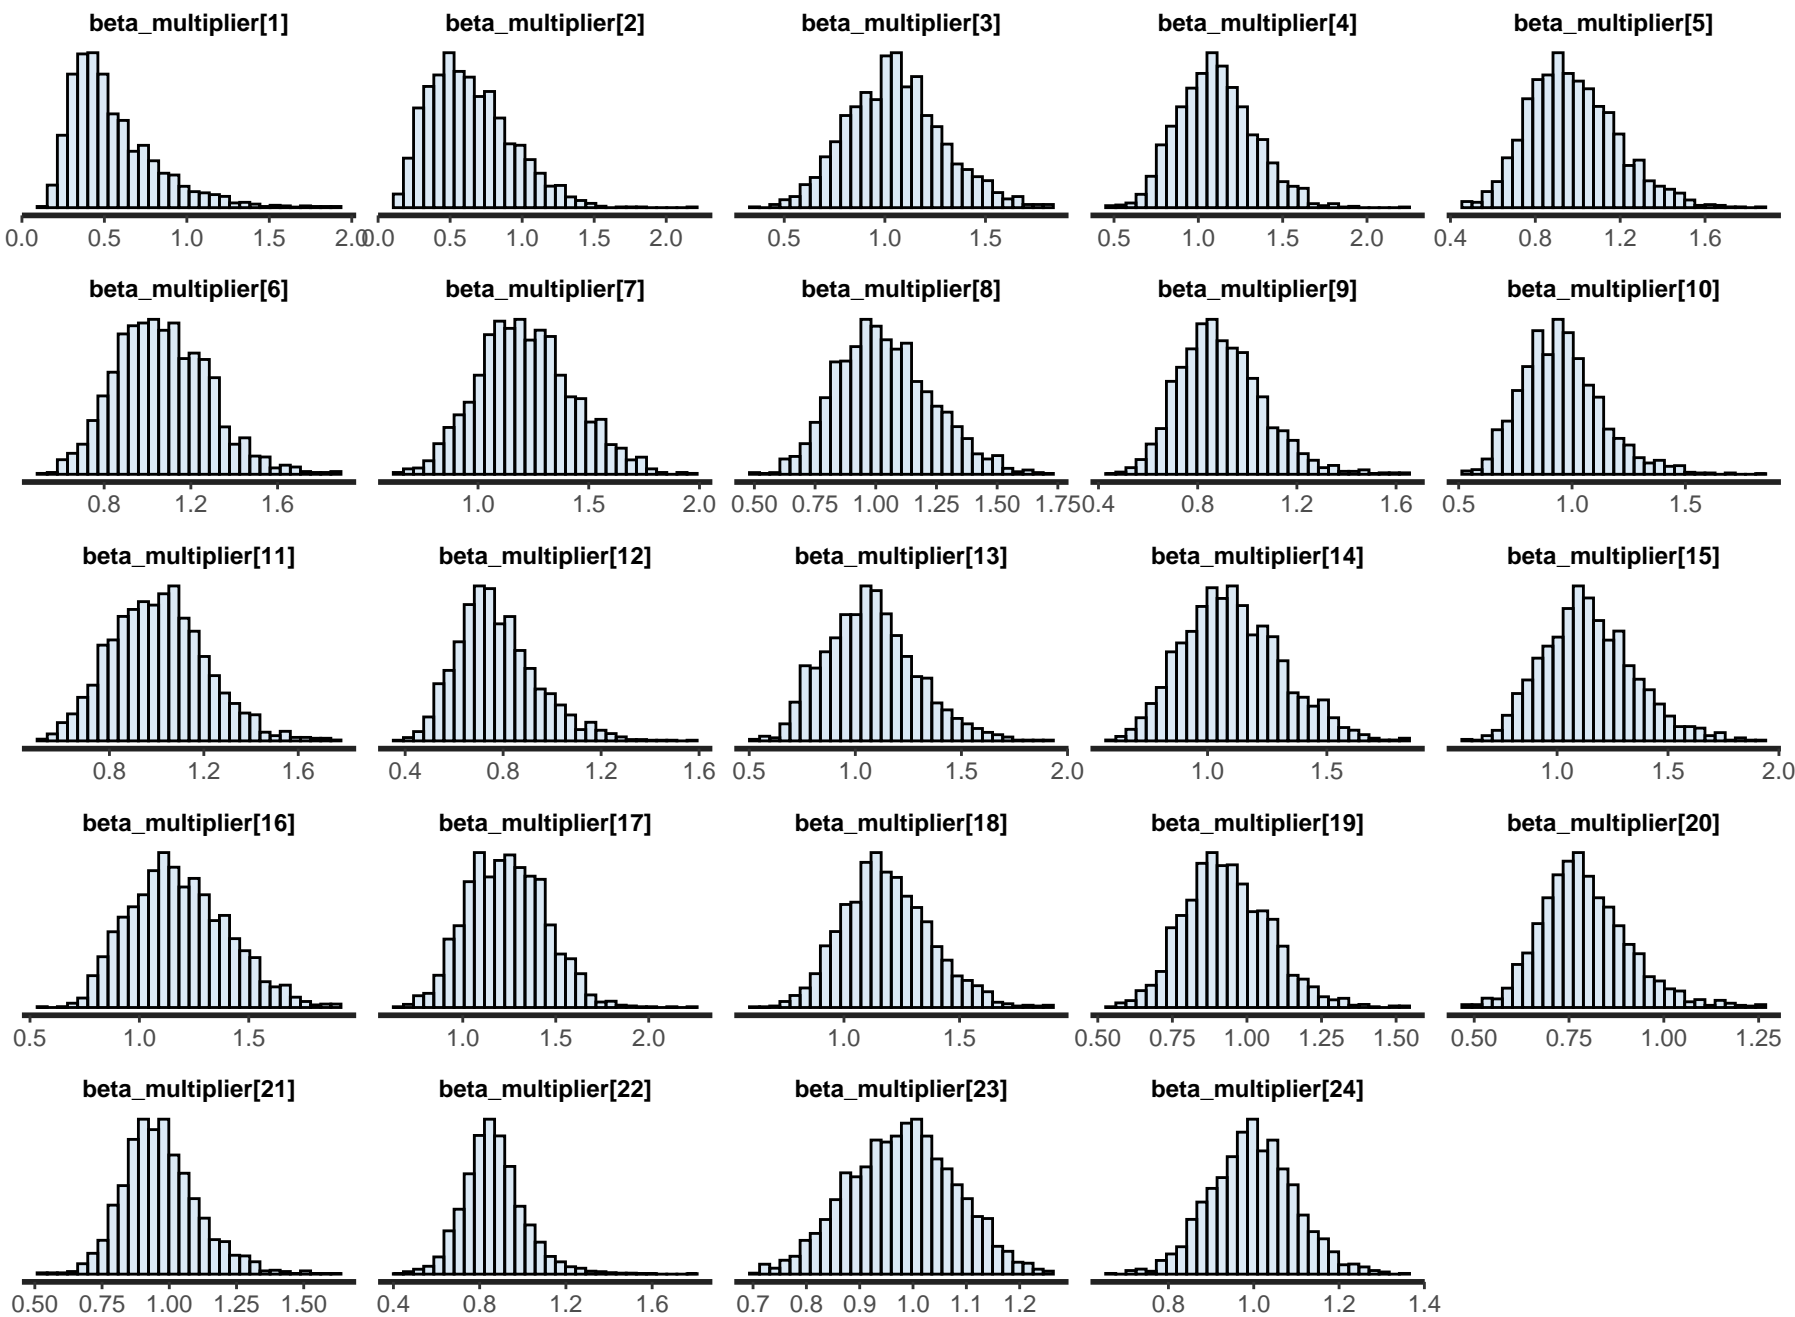 beta_multiplier[1] beta_multiplier[2] beta_multiplier[3] beta_multiplier[4] beta_multiplier[5]
0.0 0.5 1.0 1.5 2.0 0.0 0.5 1.0 1.5 2.0 0.5 1.0 1.5 0.5 1.0 1.5 2.0 0.4 0.8 1.2 1.6
beta_multiplier[6] beta_multiplier[7] beta_multiplier[8] beta_multiplier[9] beta_multiplier[10]
0.8 1.2 1.6 1.0 1.5 2.0 0.50 0.75 1.00 1.25 1.50 1.75 0.4 0.8 1.2 1.6 0.5 1.0 1.5
beta_multiplier[11] beta_multiplier[12] beta_multiplier[13] beta_multiplier[14] beta_multiplier[15]
0.8 1.2 1.6 0.4 0.8 1.2 1.6 0.5 1.0 1.5 2.0 1.0 1.5 1.0 1.5 2.0
beta_multiplier[16] beta_multiplier[17] beta_multiplier[18] beta_multiplier[19] beta_multiplier[20]
0.5 1.0 1.5 1.0 1.5 2.0 1.0 1.5 0.50 0.75 1.00 1.25 1.50 0.50 0.75 1.00 1.25
beta_multiplier[21] beta_multiplier[22] beta_multiplier[23] beta_multiplier[24]
0.50 0.75 1.00 1.25 1.50 0.4 0.8 1.2 1.6 0.7 0.8 0.9 1.0 1.1 1.2 0.8 1.0 1.2 1.4